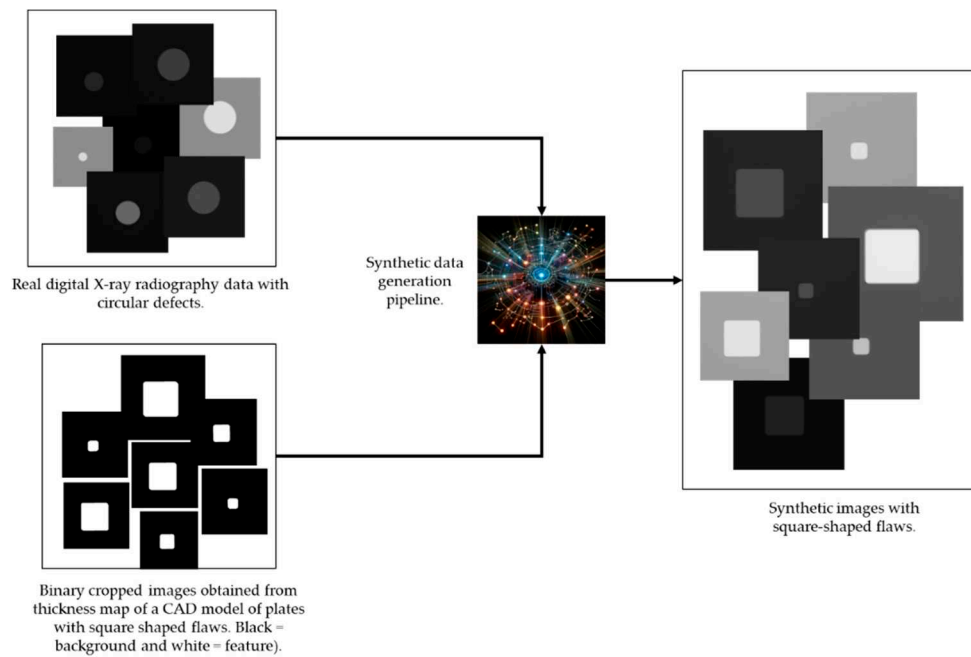 Real digital X-ray radiography data with
circular defects.
Synthetic data
generation
pipeline.
Binary cropped images obtained from
thickness map of a CAD model of plates
with square shaped flaws. Black =
background and white = feature).
Synthetic images with
square-shaped flaws.